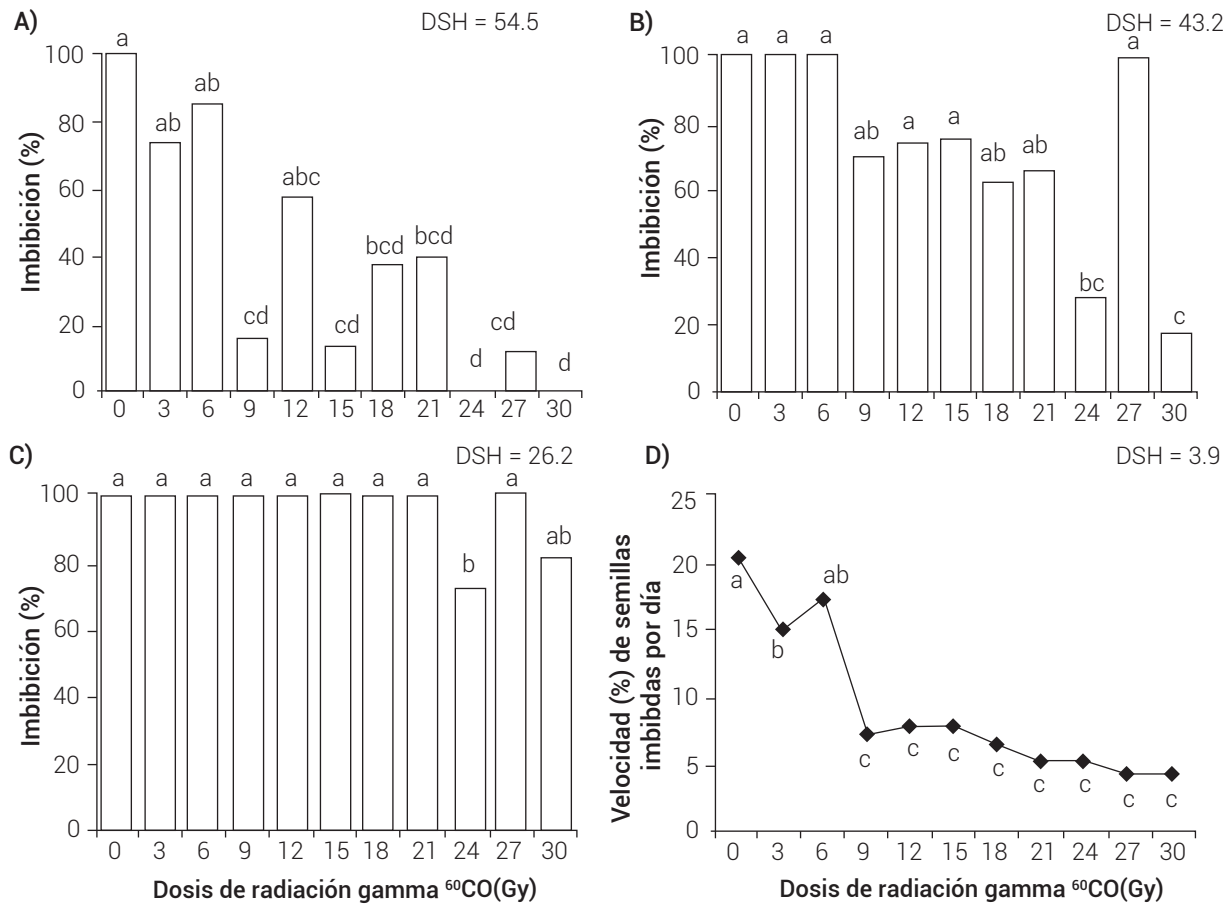 A)
DSH = 54.5
Imbibición (%)
100
80
60
40
20
0
a
ab
ab
cd
abc
cd
bcd
bcd
d
cd
d
0 3 6 9 12 15 18 21 24 27 30
B)
DSH = 43.2
Imbibición (%)
100
80
60
40
20
0
a
a
a
ab
a
a
ab
ab
bc
a
c
0 3 6 9 12 15 18 21 24 27 30
C)
DSH = 26.2
Imbibición (%)
100
80
60
40
20
0
a
a
a
a
a
a
a
a
b
a
ab
0 3 6 9 12 15 18 21 24 27 30
Dosis de radiación gamma ⁶⁰CO(Gy)
D)
DSH = 3.9
Velocidad (%) de semillas
imbibdas por día
25
20
15
10
5
0
a
b
ab
c
c
c
c
c
c
c
c
0 3 6 9 12 15 18 21 24 27 30
Dosis de radiación gamma ⁶⁰CO(Gy)